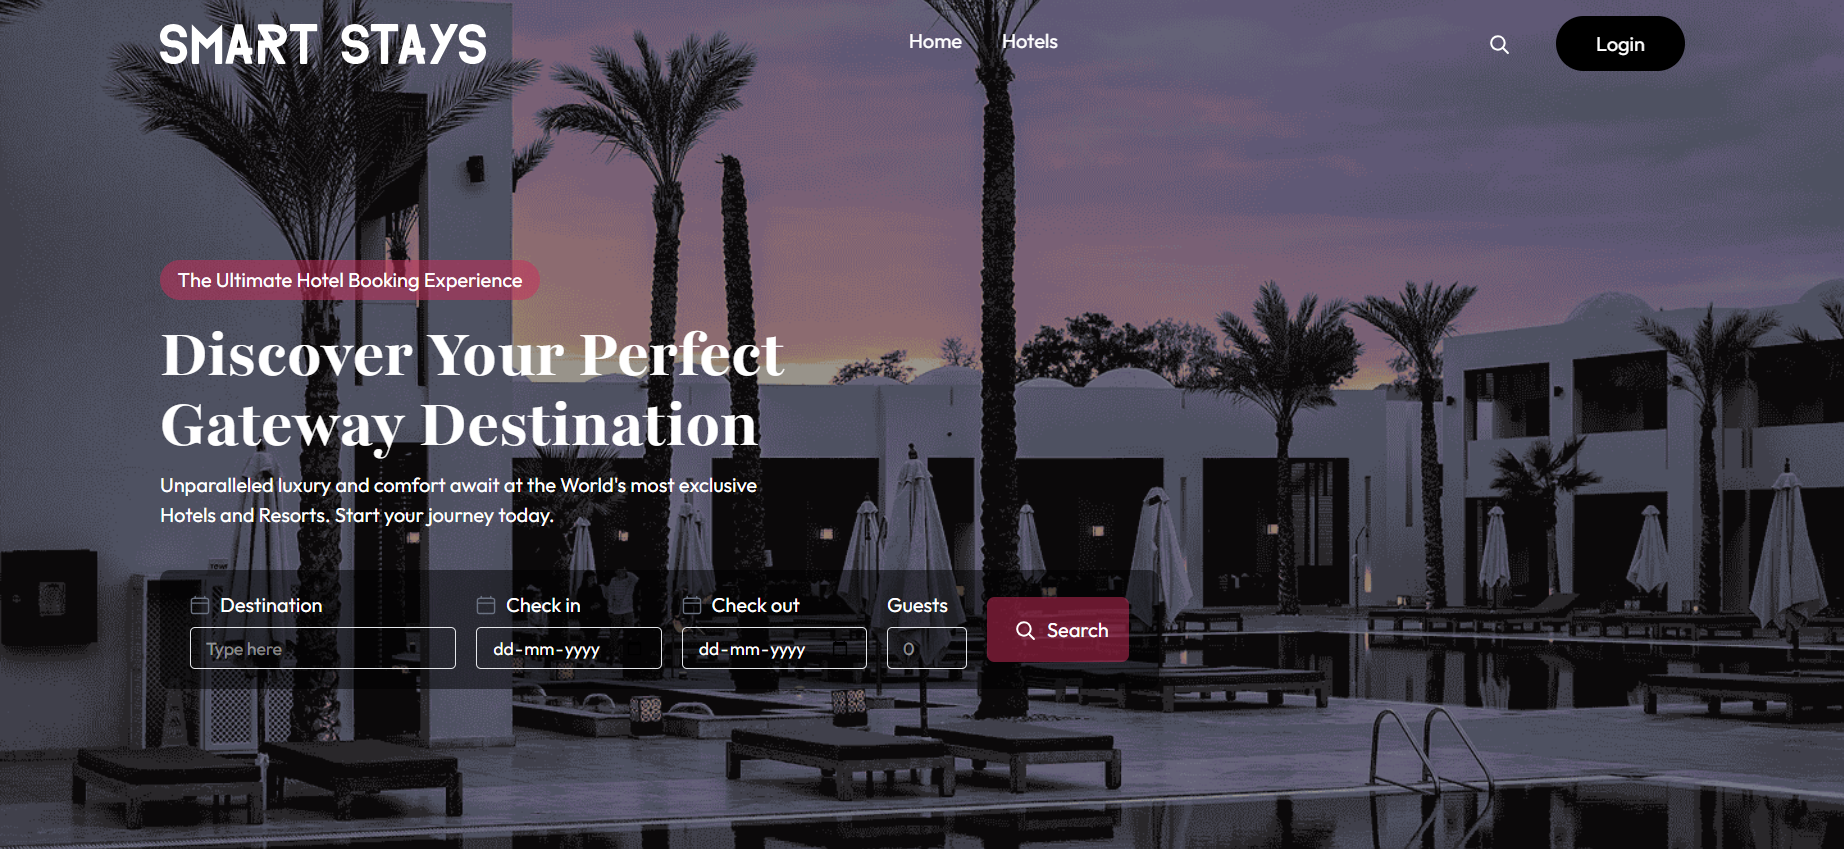 SMART STAYS
Home
Hotels
Login
The Ultimate Hotel Booking Experience
Discover Your Perfect
Gateway Destination
Unparalleled luxury and comfort await at the World's most exclusive
Hotels and Resorts. Start your journey today.
Destination
Check in
Check out
Guests
Type here
dd-mm-yyyy
dd-mm-yyyy
0
Search